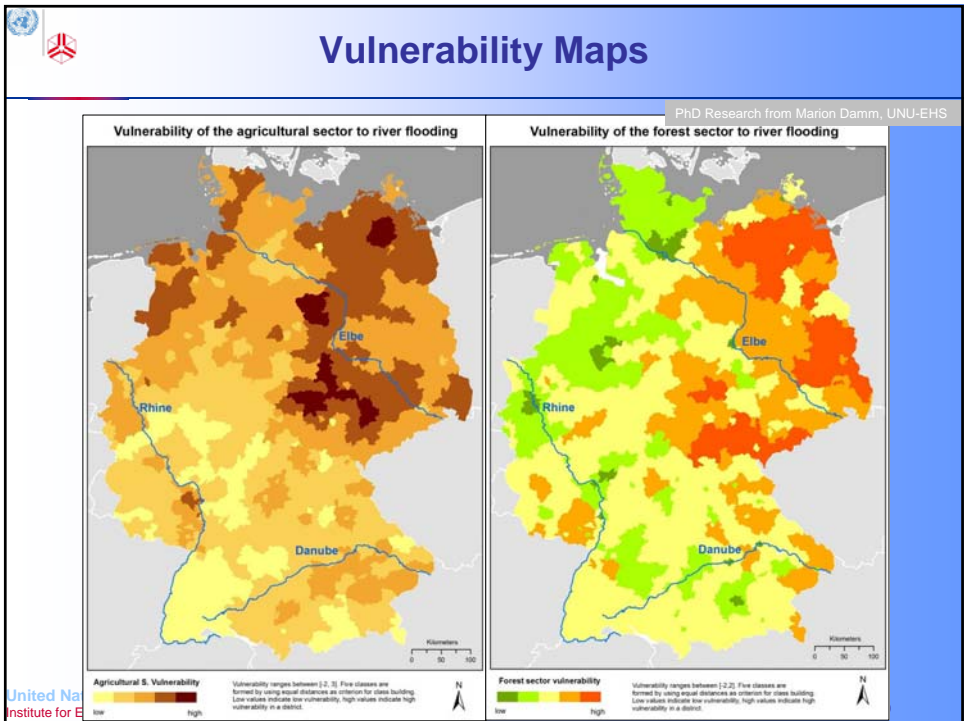 Vulnerability Maps
PhD Research from Marion Damm, UNU-EHS
Vulnerability of the agricultural sector to river flooding
Elbe
Rhine
Danube
Kilometers
0 50 100
Agricultural S. Vulnerability
low high
Vulnerability ranges between [-2, 3]. Five classes are
formed by using equal distances as criterion for class building.
Low values indicate low vulnerability, high values indicate high
vulnerability in a district.
N
Vulnerability of the forest sector to river flooding
Elbe
Rhine
Danube
Kilometers
0 50 100
Forest sector vulnerability
low high
Vulnerability ranges between [-2,2]. Five classes are
formed by using equal distances as criterion for class building.
Low values indicate low vulnerability, high values indicate high
vulnerability in a district.
N
United Na
Institute for E